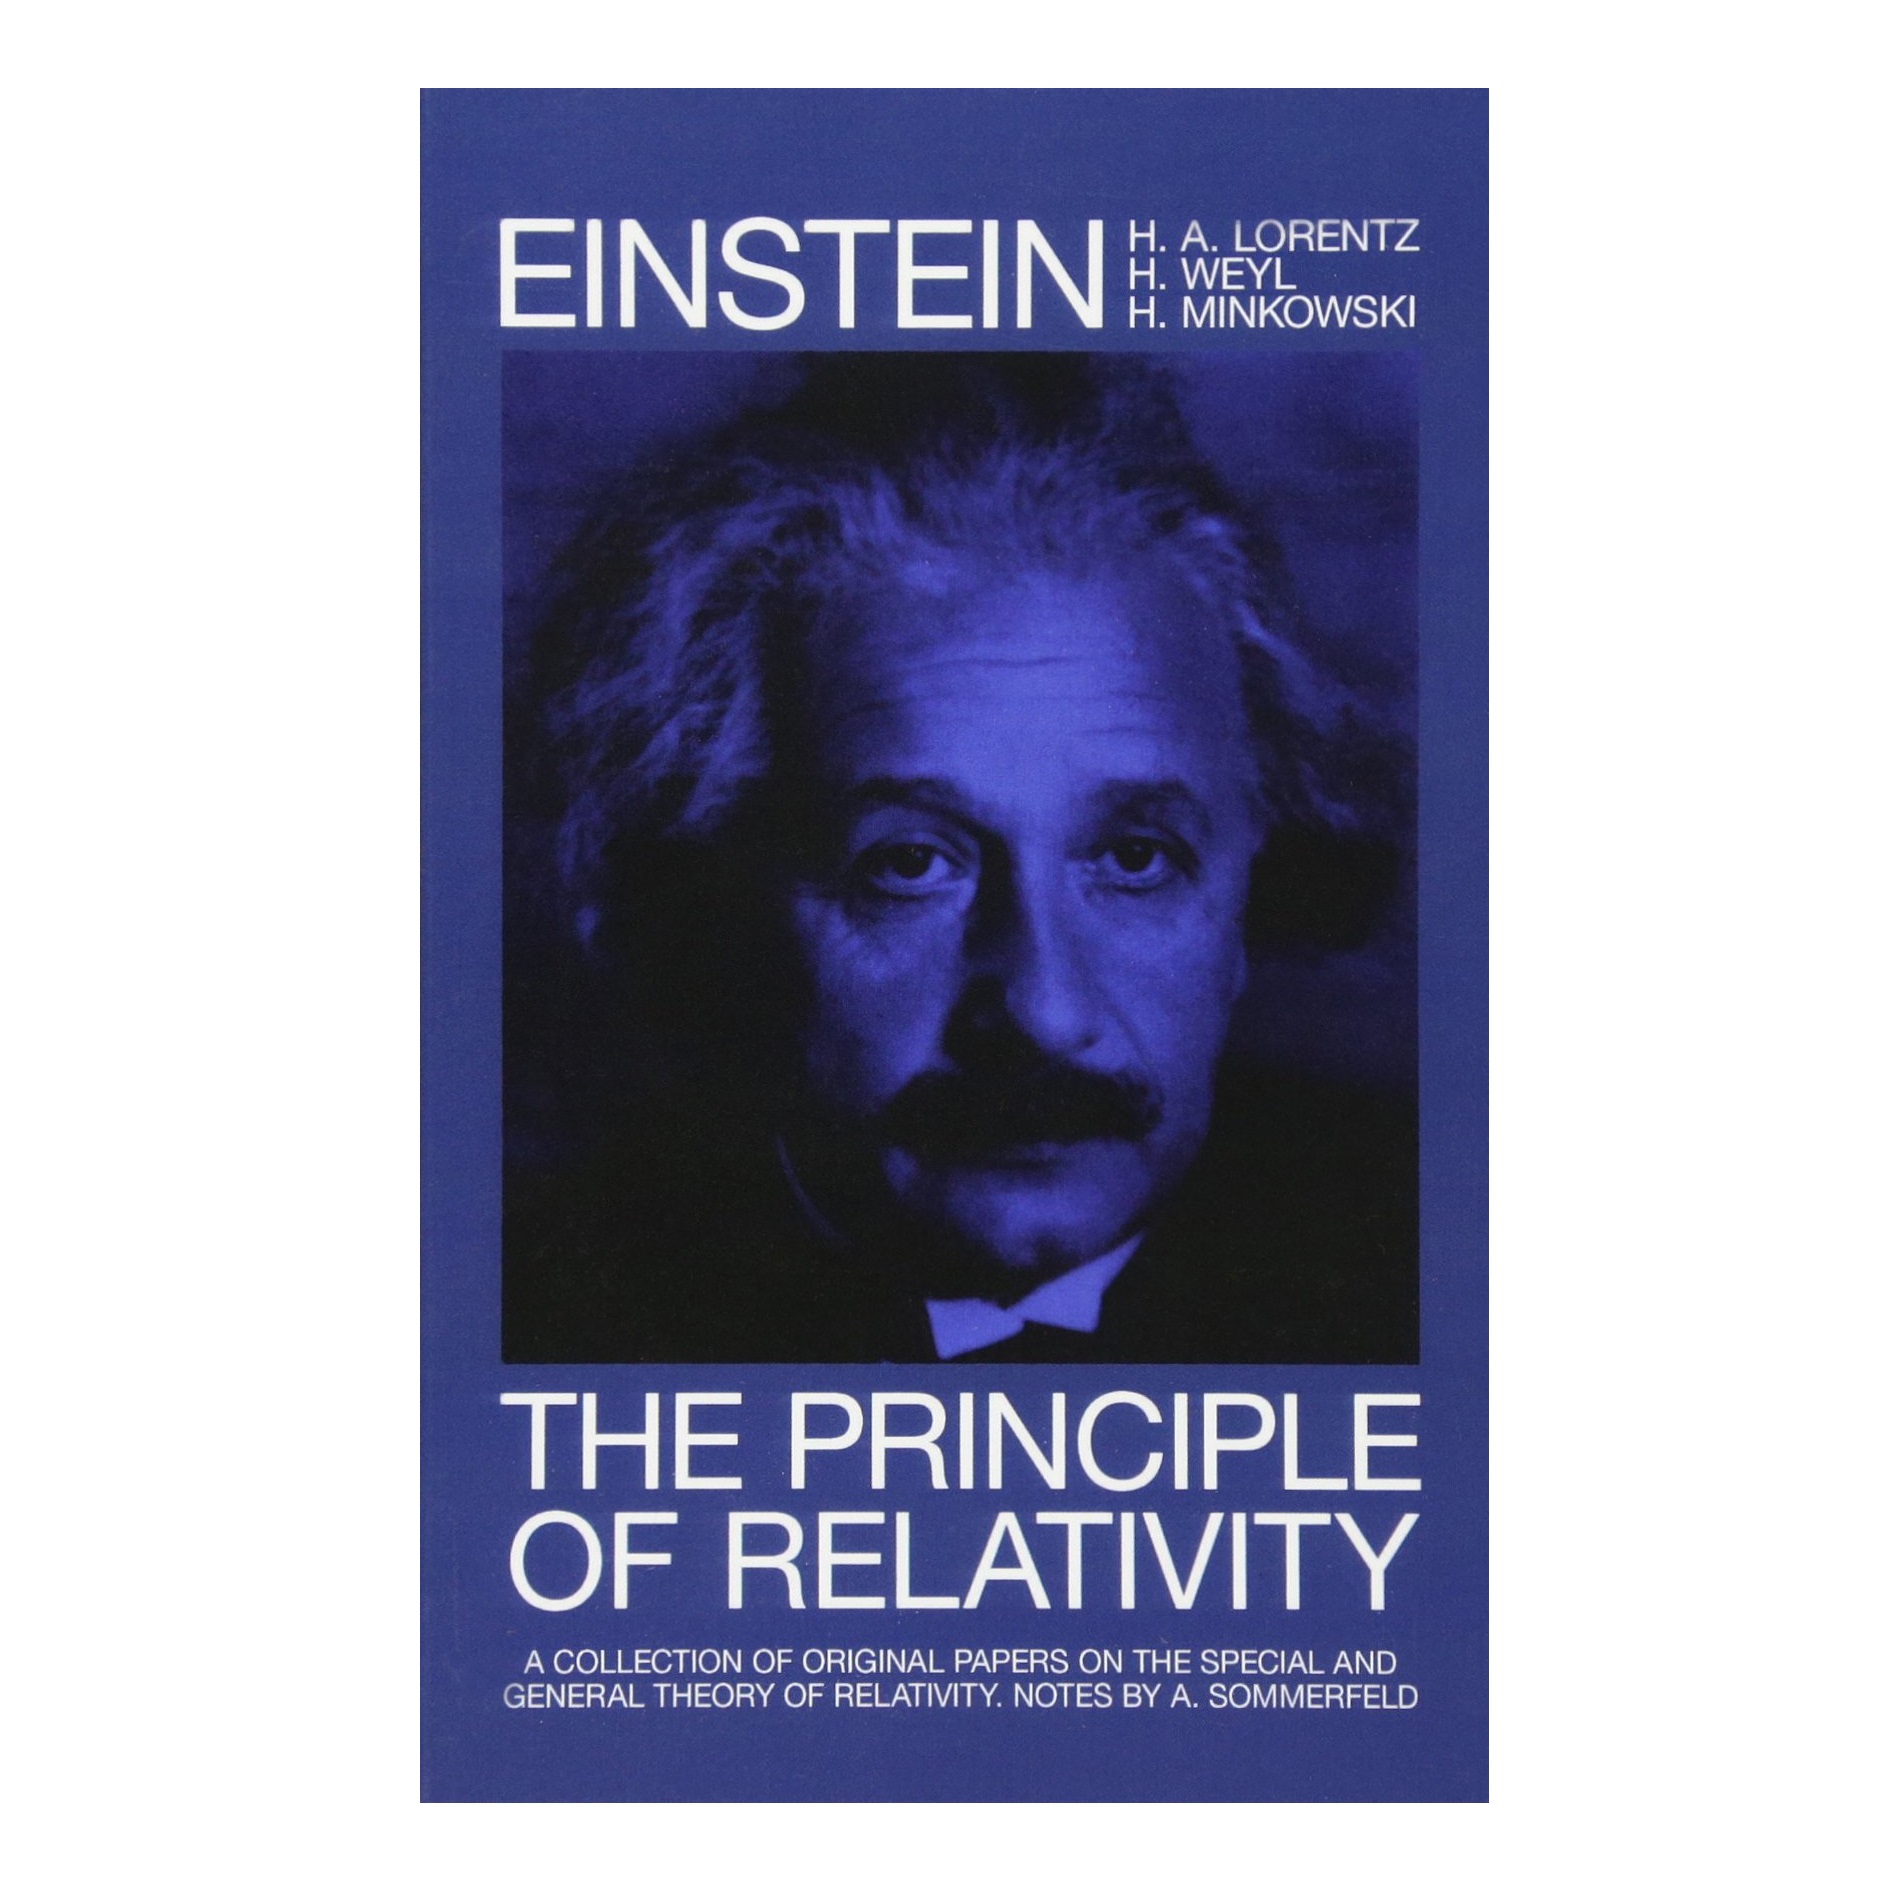 EINSTEIN
H. A. LORENTZ
H. WEYL
H. MINKOWSKI
THE PRINCIPLE
OF RELATIVITY
A COLLECTION OF ORIGINAL PAPERS ON THE SPECIAL AND
GENERAL THEORY OF RELATIVITY. NOTES BY A. SOMMERFELD